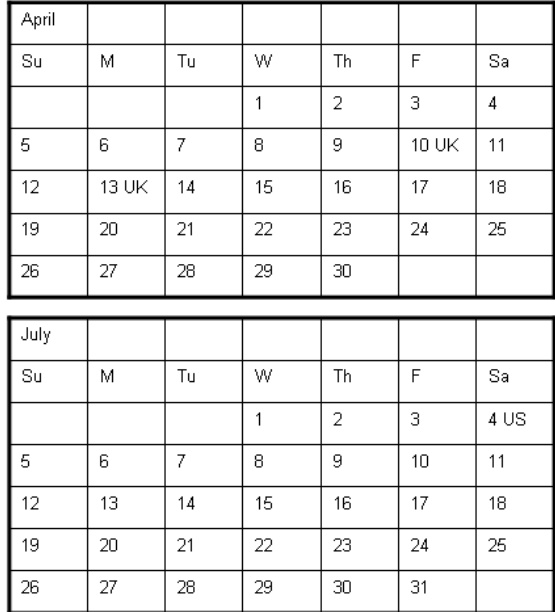 April
Su M Tu W Th F Sa
1 2 3 4
5 6 7 8 9 10 UK 11
12 13 UK 14 15 16 17 18
19 20 21 22 23 24 25
26 27 28 29 30
July
Su M Tu W Th F Sa
1 2 3 4 US
5 6 7 8 9 10 11
12 13 14 15 16 17 18
19 20 21 22 23 24 25
26 27 28 29 30 31